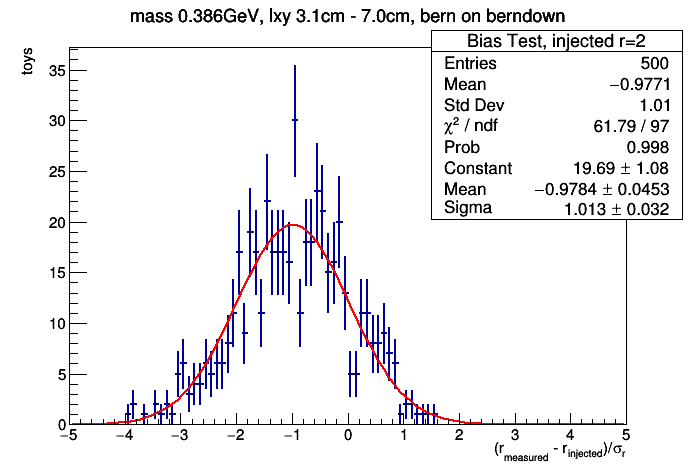 mass 0.386GeV, lxy 3.1cm - 7.0cm, bern on berndown
Bias Test, injected r=2
Entries 500
Mean −0.9771
Std Dev 1.01
χ² / ndf 61.79 / 97
Prob 0.998
Constant 19.69 ± 1.08
Mean −0.9784 ± 0.0453
Sigma 1.013 ± 0.032
toys
35
30
25
20
15
10
5
0
−5 −4 −3 −2 −1 0 1 2 3 4 5
(r_measured - r_injected)/σ_r